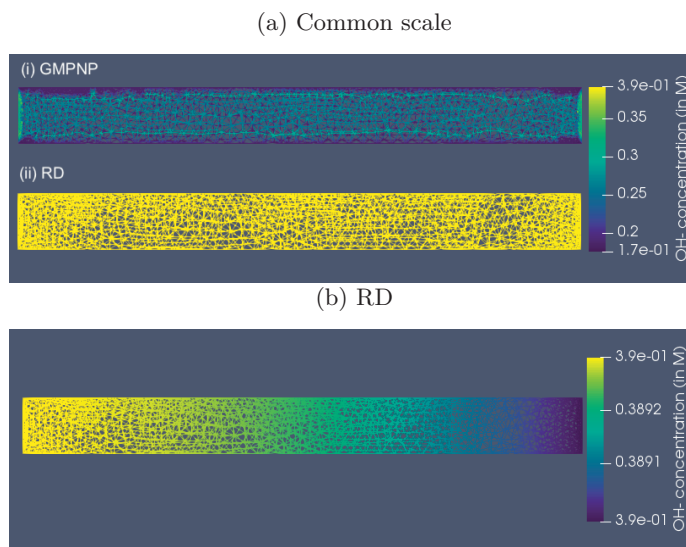 (a) Common scale
(i) GMPNP
(ii) RD
3.9e-01
0.35
0.3
0.25
0.2
1.7e-01
OH- concentration (in M)
(b) RD
3.9e-01
0.3892
0.3891
3.9e-01
OH- concentration (in M)